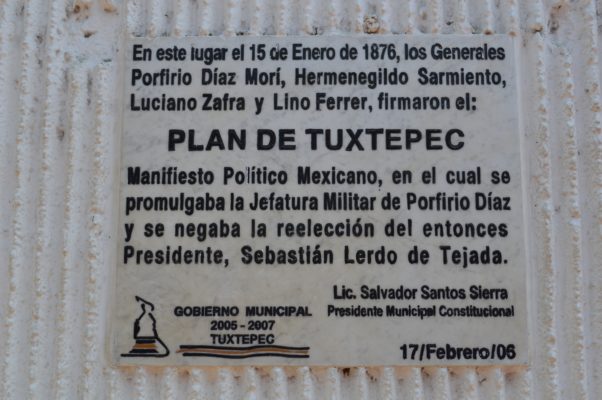 En este lugar el 15 de Enero de 1876, los Generales
Porfirio Díaz Morí, Hermenegildo Sarmiento,
Luciano Zafra y Lino Ferrer, firmaron el:
PLAN DE TUXTEPEC
Manifiesto Político Mexicano, en el cual se
promulgaba la Jefatura Militar de Porfirio Díaz
y se negaba la reelección del entonces
Presidente, Sebastián Lerdo de Tejada.
Lic. Salvador Santos Sierra
Presidente Municipal Constitucional
GOBIERNO MUNICIPAL
2005 - 2007
TUXTEPEC
17/Febrero/06